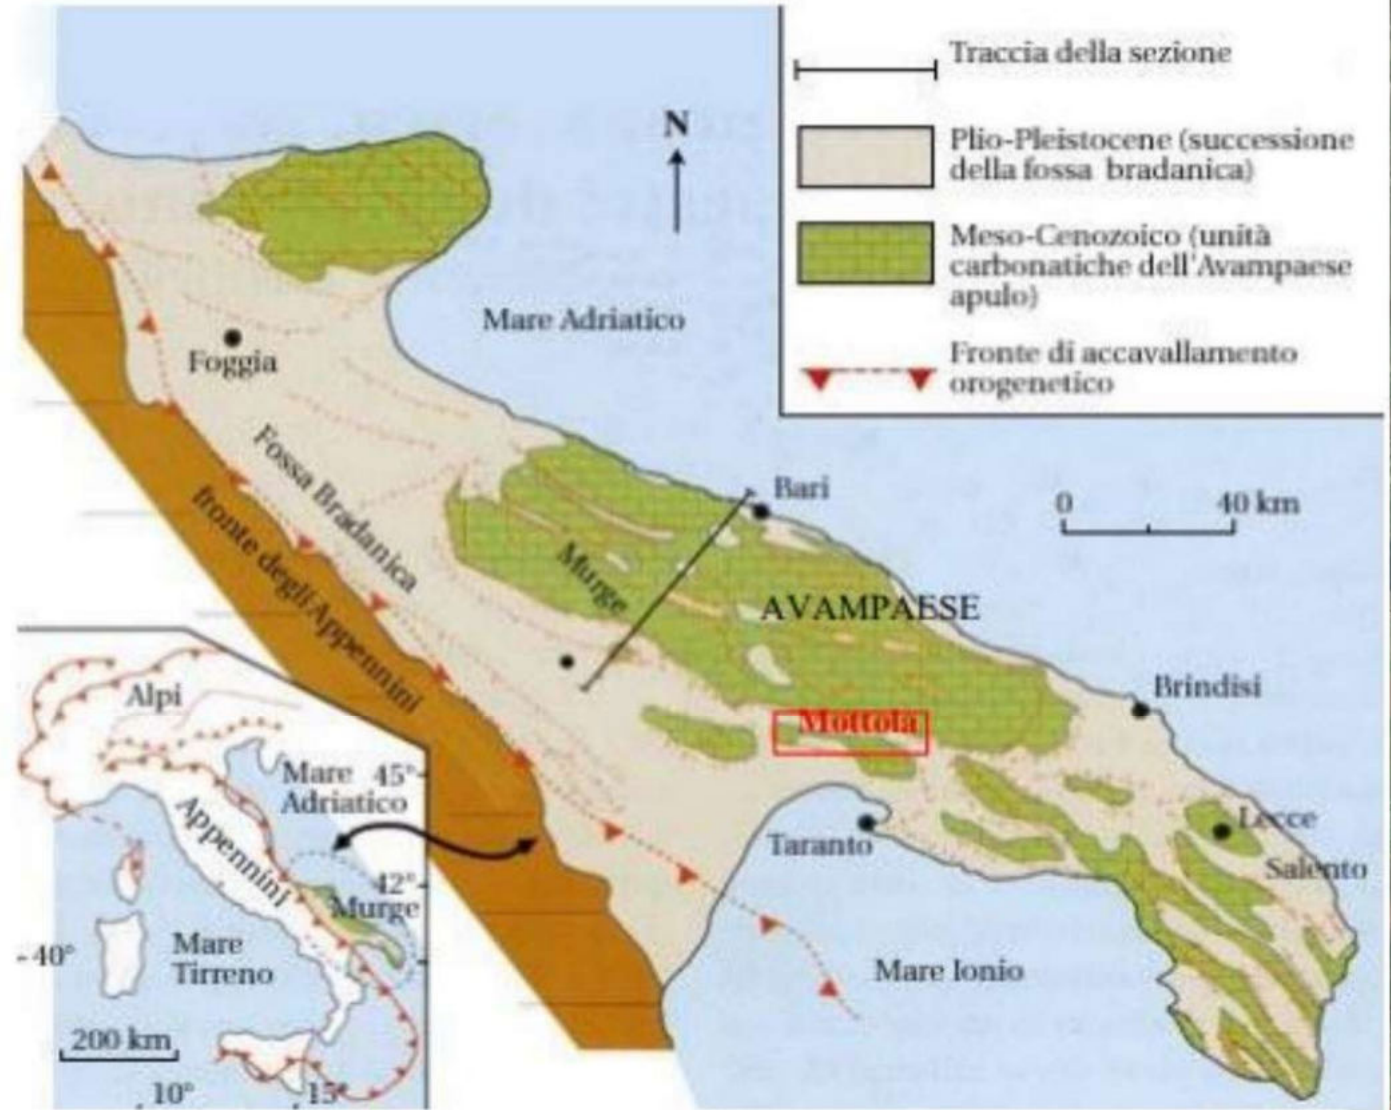 Traccia della sezione
Plio-Pleistocene (successione
della fossa bradanica)
Meso-Cenozoico (unità
carbonatiche dell'Avampaese
apulo)
Fronte di accavallamento
orogenetico
N
Mare Adriatico
Foggia
Fossa Bradanica
fronte degli Appennini
Murge
Bari
0 40 km
AVAMPAESE
Mottola
Brindisi
Taranto
Lecce
Salento
Mare Ionio
Alpi
Mare
Adriatico
45°
Appennini
42°
Murge
40°
Mare
Tirreno
200 km
10°
15°